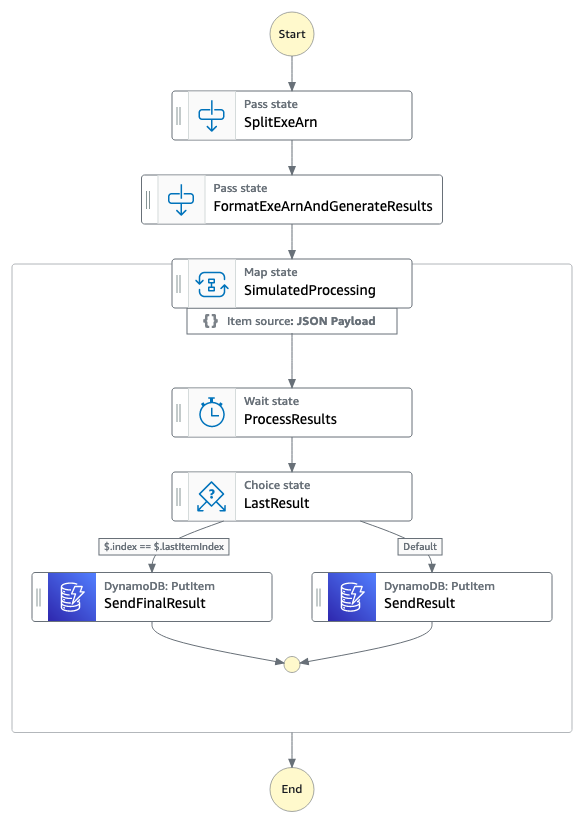 Start
Pass state
SplitExeArn
Pass state
FormatExeArnAndGenerateResults
Map state
SimulatedProcessing
{} Item source: JSON Payload
Wait state
ProcessResults
Choice state
LastResult
$.index == $.lastItemIndex
Default
DynamoDB: PutItem
SendFinalResult
DynamoDB: PutItem
SendResult
End